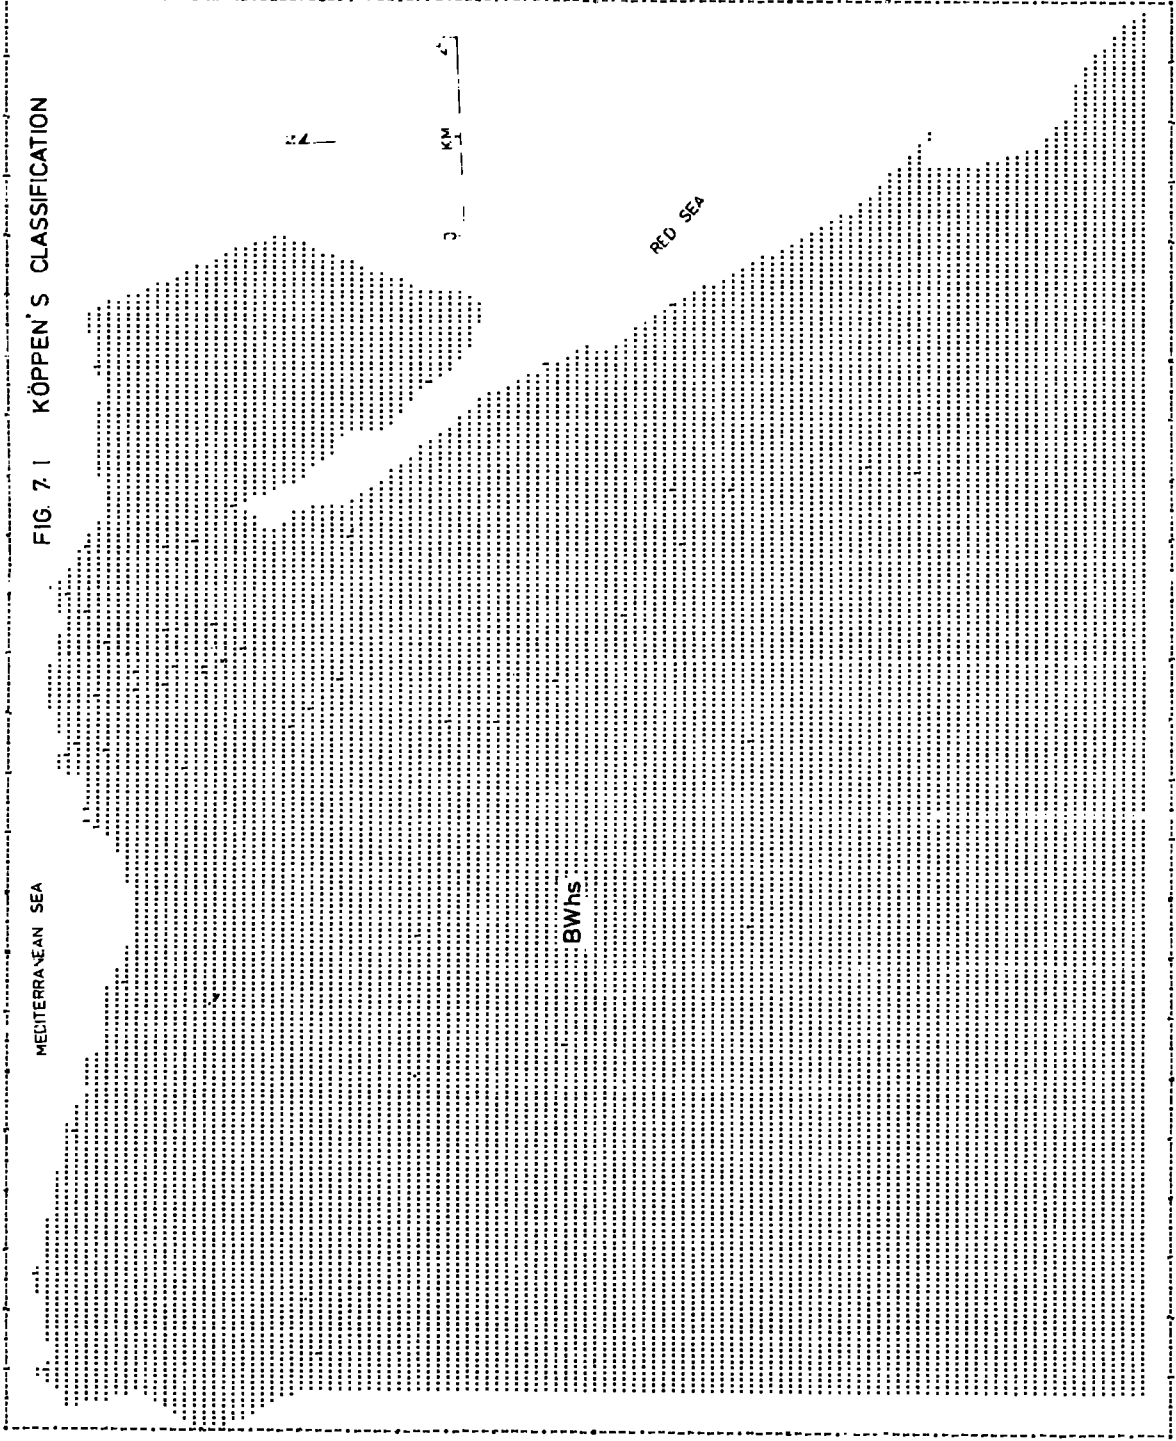 FIG. 7.1 KÖPPEN'S CLASSIFICATION
MEDITERRANEAN SEA
KM
RED SEA
BWhs